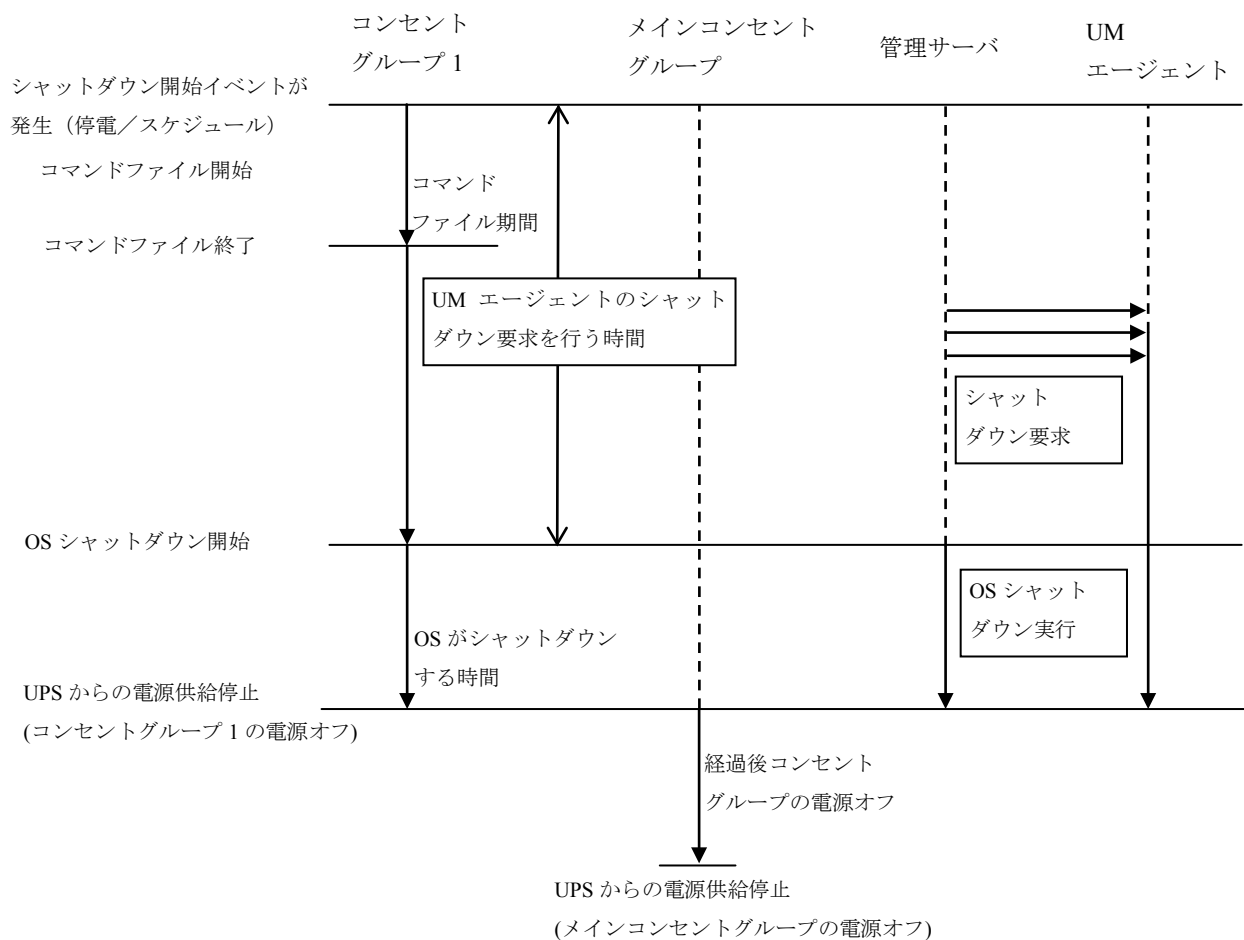 コンセント
グループ 1
メインコンセント
グループ
管理サーバ
UM
エージェント
シャットダウン開始イベントが
発生（停電／スケジュール）
コマンドファイル開始
コマンド
ファイル期間
コマンドファイル終了
UM エージェントのシャット
ダウン要求を行う時間
シャット
ダウン要求
OS シャットダウン開始
OS シャット
ダウン実行
OS がシャットダウン
する時間
UPS からの電源供給停止
(コンセントグループ 1 の電源オフ)
経過後コンセント
グループの電源オフ
UPS からの電源供給停止
(メインコンセントグループの電源オフ)